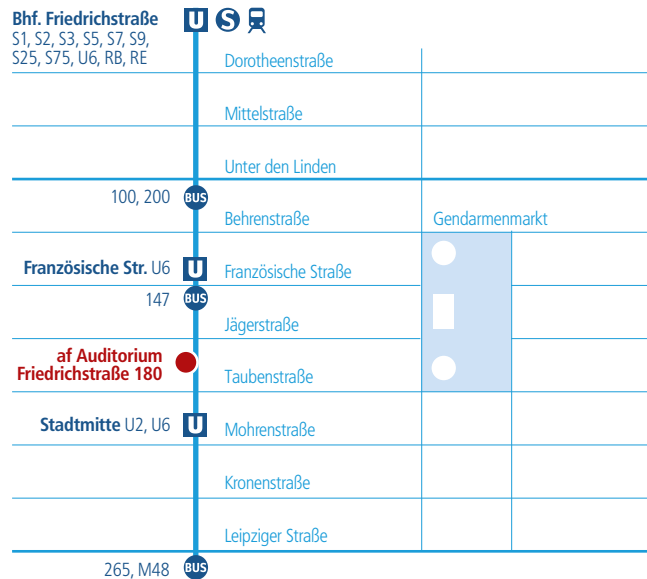 Bhf. Friedrichstraße U S
S1, S2, S3, S5, S7, S9,
S25, S75, U6, RB, RE
Dorotheenstraße
Mittelstraße
Unter den Linden
100, 200 BUS
Behrenstraße
Gendarmenmarkt
Französische Str. U6 U
Französische Straße
147 BUS
Jägerstraße
af Auditorium
Friedrichstraße 180
Taubenstraße
Stadtmitte U2, U6 U
Mohrenstraße
Kronenstraße
Leipziger Straße
265, M48 BUS